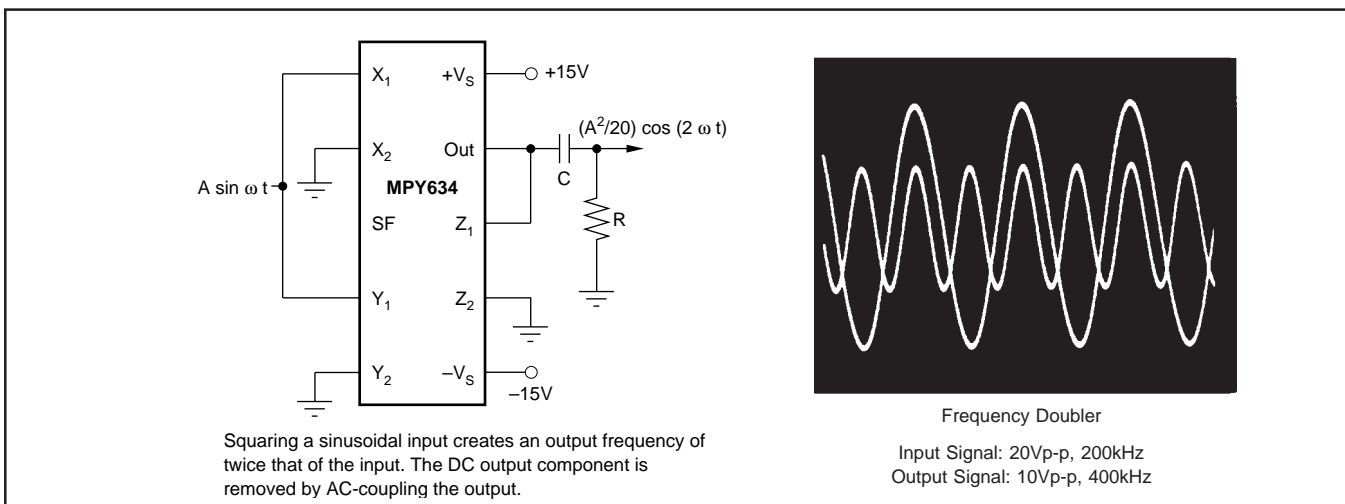 X₁
+Vₛ
+15V
(A²/20) cos (2 ω t)
X₂
Out
C
A sin ω t
MPY634
SF
Z₁
R
Y₁
Z₂
Y₂
–Vₛ
–15V
Squaring a sinusoidal input creates an output frequency of
twice that of the input. The DC output component is
removed by AC-coupling the output.
Frequency Doubler
Input Signal: 20Vp-p, 200kHz
Output Signal: 10Vp-p, 400kHz